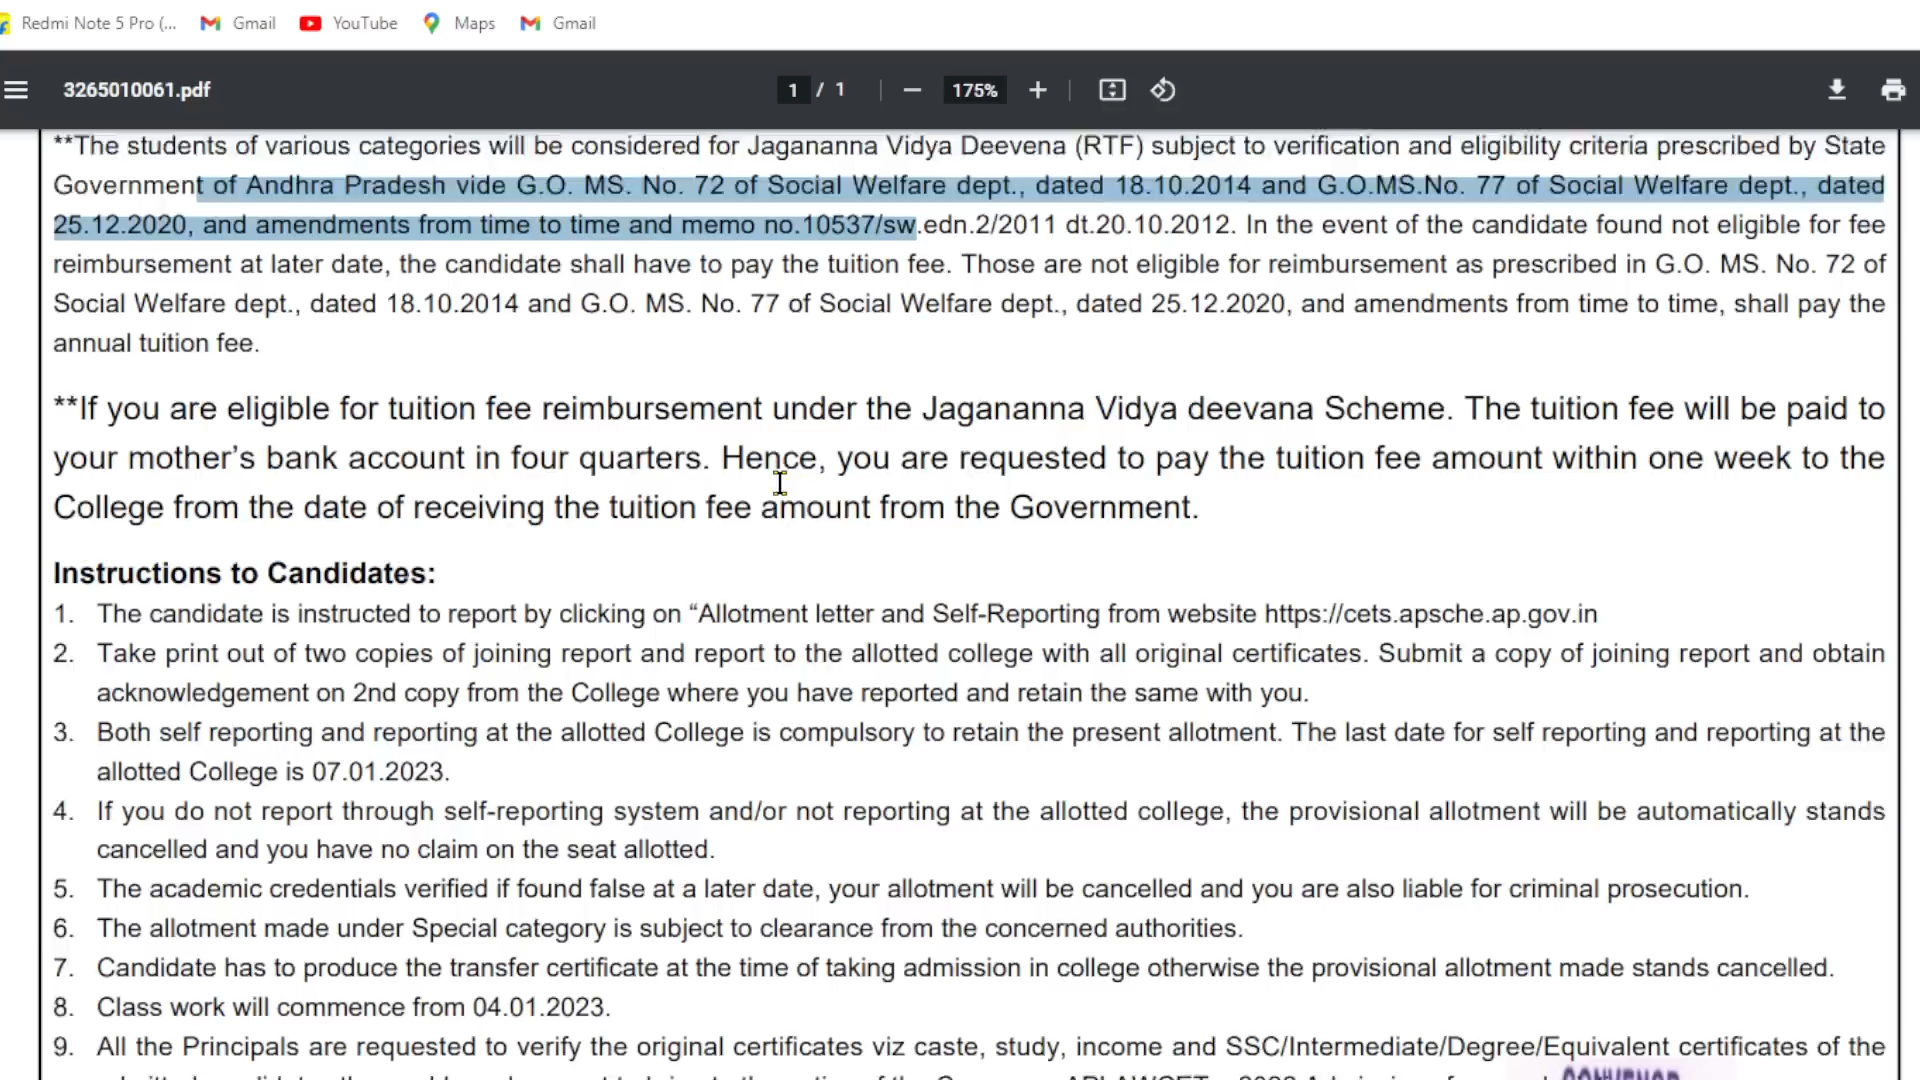 Redmi Note 5 Pro (... Gmail YouTube Maps Gmail
3265010061.pdf 1 / 1 175%
**The students of various categories will be considered for Jagananna Vidya Deevena (RTF) subject to verification and eligibility criteria prescribed by State
Government of Andhra Pradesh vide G.O. MS. No. 72 of Social Welfare dept., dated 18.10.2014 and G.O.MS.No. 77 of Social Welfare dept., dated
25.12.2020, and amendments from time to time and memo no.10537/sw.edn.2/2011 dt.20.10.2012. In the event of the candidate found not eligible for fee
reimbursement at later date, the candidate shall have to pay the tuition fee. Those are not eligible for reimbursement as prescribed in G.O. MS. No. 72 of
Social Welfare dept., dated 18.10.2014 and G.O. MS. No. 77 of Social Welfare dept., dated 25.12.2020, and amendments from time to time, shall pay the
annual tuition fee.
**If you are eligible for tuition fee reimbursement under the Jagananna Vidya deevana Scheme. The tuition fee will be paid to
your mother’s bank account in four quarters. Hence, you are requested to pay the tuition fee amount within one week to the
College from the date of receiving the tuition fee amount from the Government.
Instructions to Candidates:
1. The candidate is instructed to report by clicking on “Allotment letter and Self-Reporting from website https://cets.apsche.ap.gov.in
2. Take print out of two copies of joining report and report to the allotted college with all original certificates. Submit a copy of joining report and obtain
acknowledgement on 2nd copy from the College where you have reported and retain the same with you.
3. Both self reporting and reporting at the allotted College is compulsory to retain the present allotment. The last date for self reporting and reporting at the
allotted College is 07.01.2023.
4. If you do not report through self-reporting system and/or not reporting at the allotted college, the provisional allotment will be automatically stands
cancelled and you have no claim on the seat allotted.
5. The academic credentials verified if found false at a later date, your allotment will be cancelled and you are also liable for criminal prosecution.
6. The allotment made under Special category is subject to clearance from the concerned authorities.
7. Candidate has to produce the transfer certificate at the time of taking admission in college otherwise the provisional allotment made stands cancelled.
8. Class work will commence from 04.01.2023.
9. All the Principals are requested to verify the original certificates viz caste, study, income and SSC/Intermediate/Degree/Equivalent certificates of the